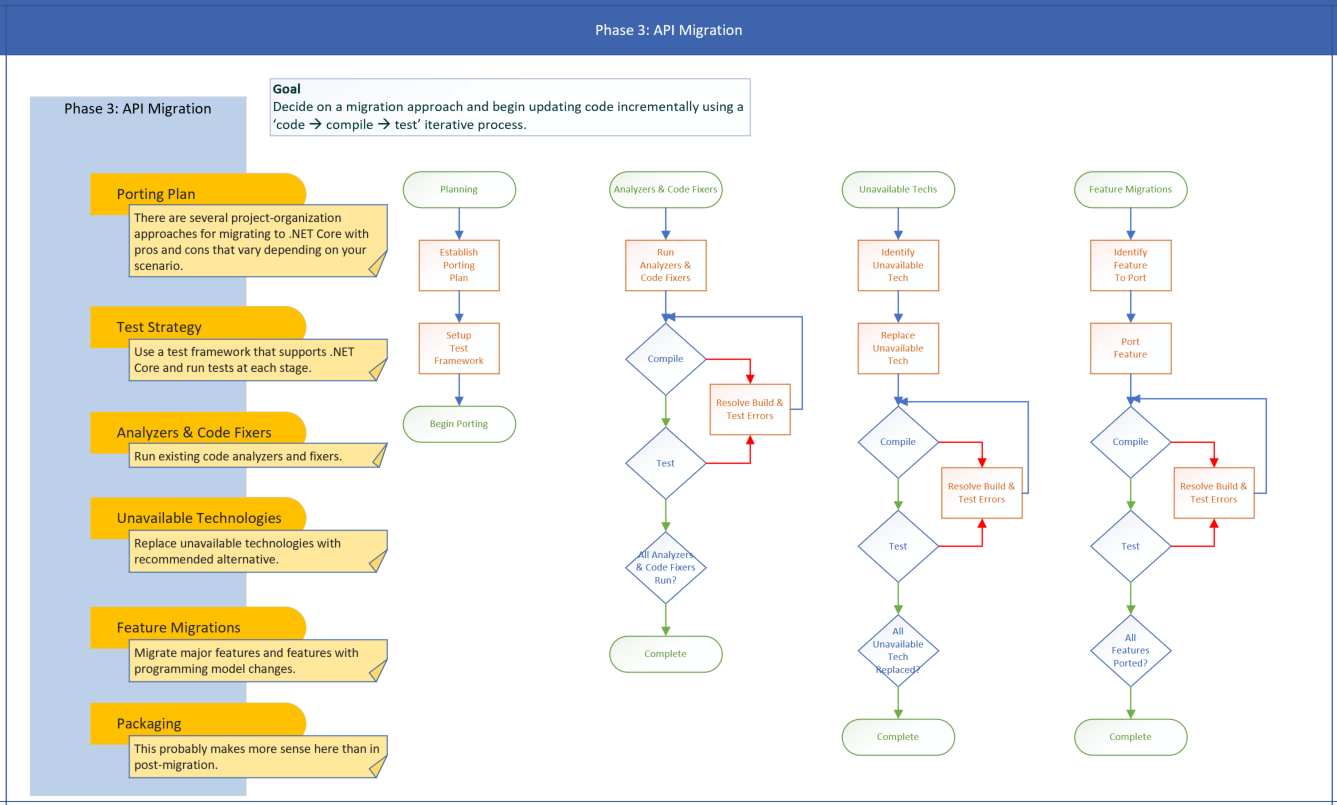 Phase 3: API Migration
Goal
Decide on a migration approach and begin updating code incrementally using a
‘code → compile → test’ iterative process.
Phase 3: API Migration
Porting Plan
There are several project-organization
approaches for migrating to .NET Core with
pros and cons that vary depending on your
scenario.
Test Strategy
Use a test framework that supports .NET
Core and run tests at each stage.
Analyzers & Code Fixers
Run existing code analyzers and fixers.
Unavailable Technologies
Replace unavailable technologies with
recommended alternative.
Feature Migrations
Migrate major features and features with
programming model changes.
Packaging
This probably makes more sense here than in
post-migration.
Planning
Establish
Porting
Plan
Setup
Test
Framework
Begin Porting
Analyzers & Code Fixers
Run
Analyzers &
Code Fixers
Compile
Resolve Build &
Test Errors
Test
All Analyzers
& Code Fixers
Run?
Complete
Unavailable Techs
Identify
Unavailable
Tech
Replace
Unavailable
Tech
Compile
Resolve Build &
Test Errors
Test
All
Unavailable
Tech
Replaced?
Complete
Feature Migrations
Identify
Feature
To Port
Port
Feature
Compile
Resolve Build &
Test Errors
Test
All
Features
Ported?
Complete